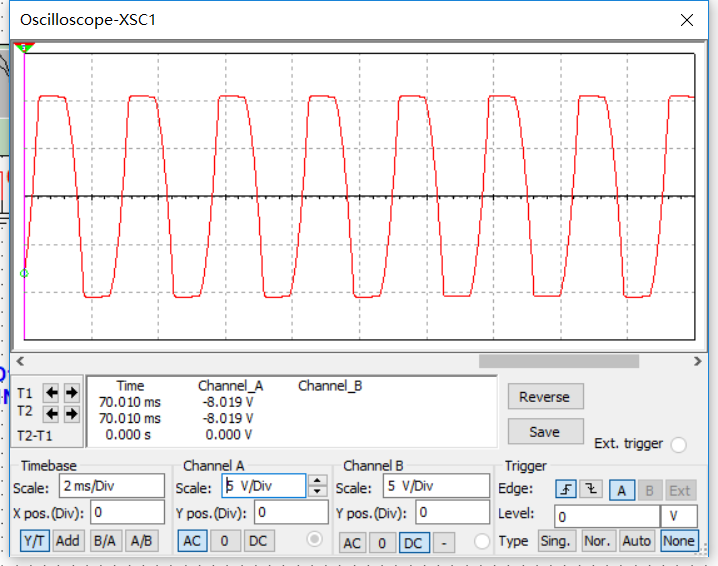 Oscilloscope-XSC1
Time Channel_A Channel_B
T1 70.010 ms -8.019 V
T2 70.010 ms -8.019 V
T2-T1 0.000 s 0.000 V
Reverse
Save
Ext. trigger
Timebase
Scale: 2 ms/Div
X pos.(Div): 0
Y/T Add B/A A/B
Channel A
Scale: 5 V/Div
Y pos.(Div): 0
AC 0 DC
Channel B
Scale: 5 V/Div
Y pos.(Div): 0
AC 0 DC -
Trigger
Edge: A B Ext
Level: 0 V
Type Sing. Nor. Auto None